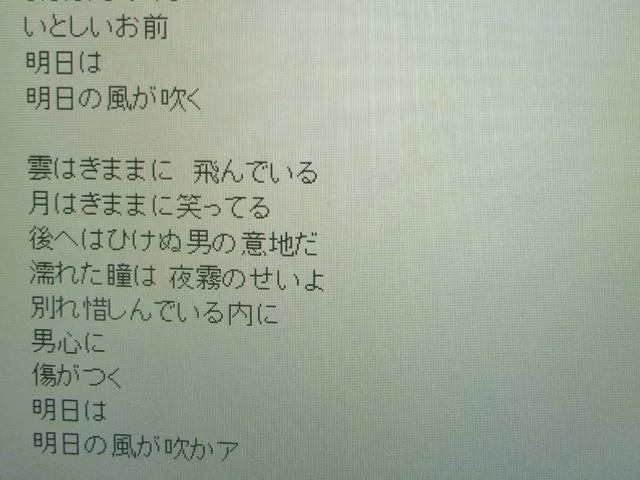 いとしいお前
明日は
明日の風が吹く
雲はきままに 飛んでいる
月はきままに笑ってる
後へはひけぬ男の意地だ
濡れた瞳は 夜霧のせいよ
別れ惜しんでいる内に
男心に
傷がつく
明日は
明日の風が吹かア